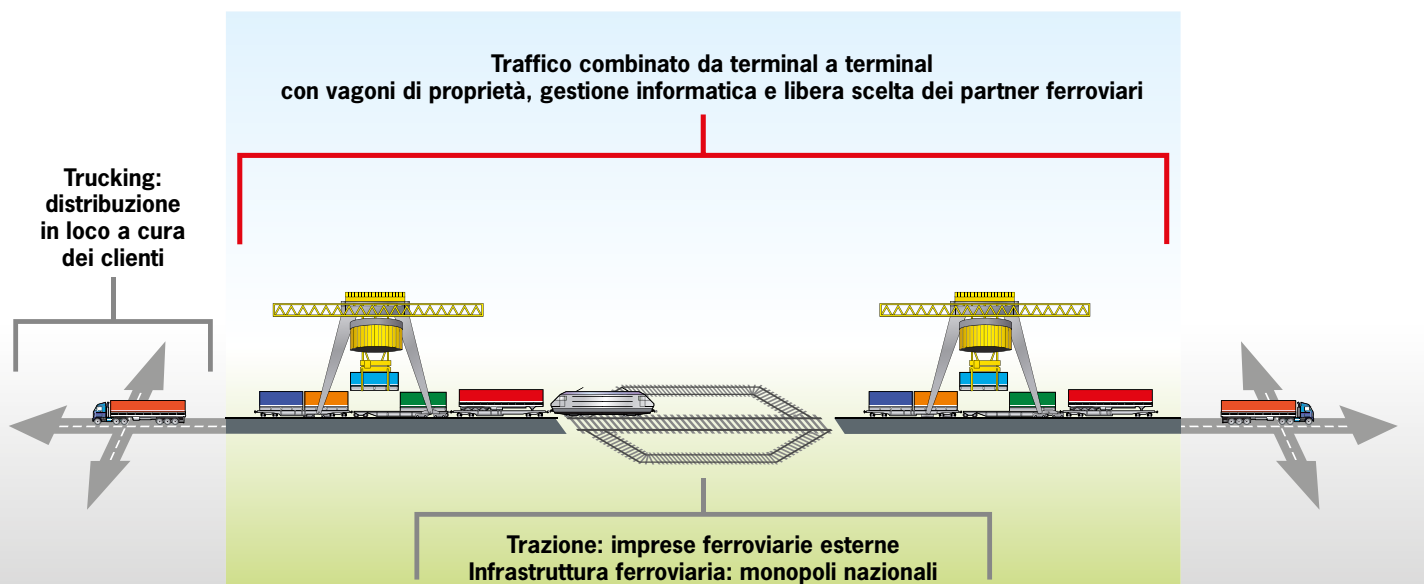 Traffico combinato da terminal a terminal
con vagoni di proprietà, gestione informatica e libera scelta dei partner ferroviari
Trucking:
distribuzione
in loco a cura
dei clienti
Trazione: imprese ferroviarie esterne
Infrastruttura ferroviaria: monopoli nazionali